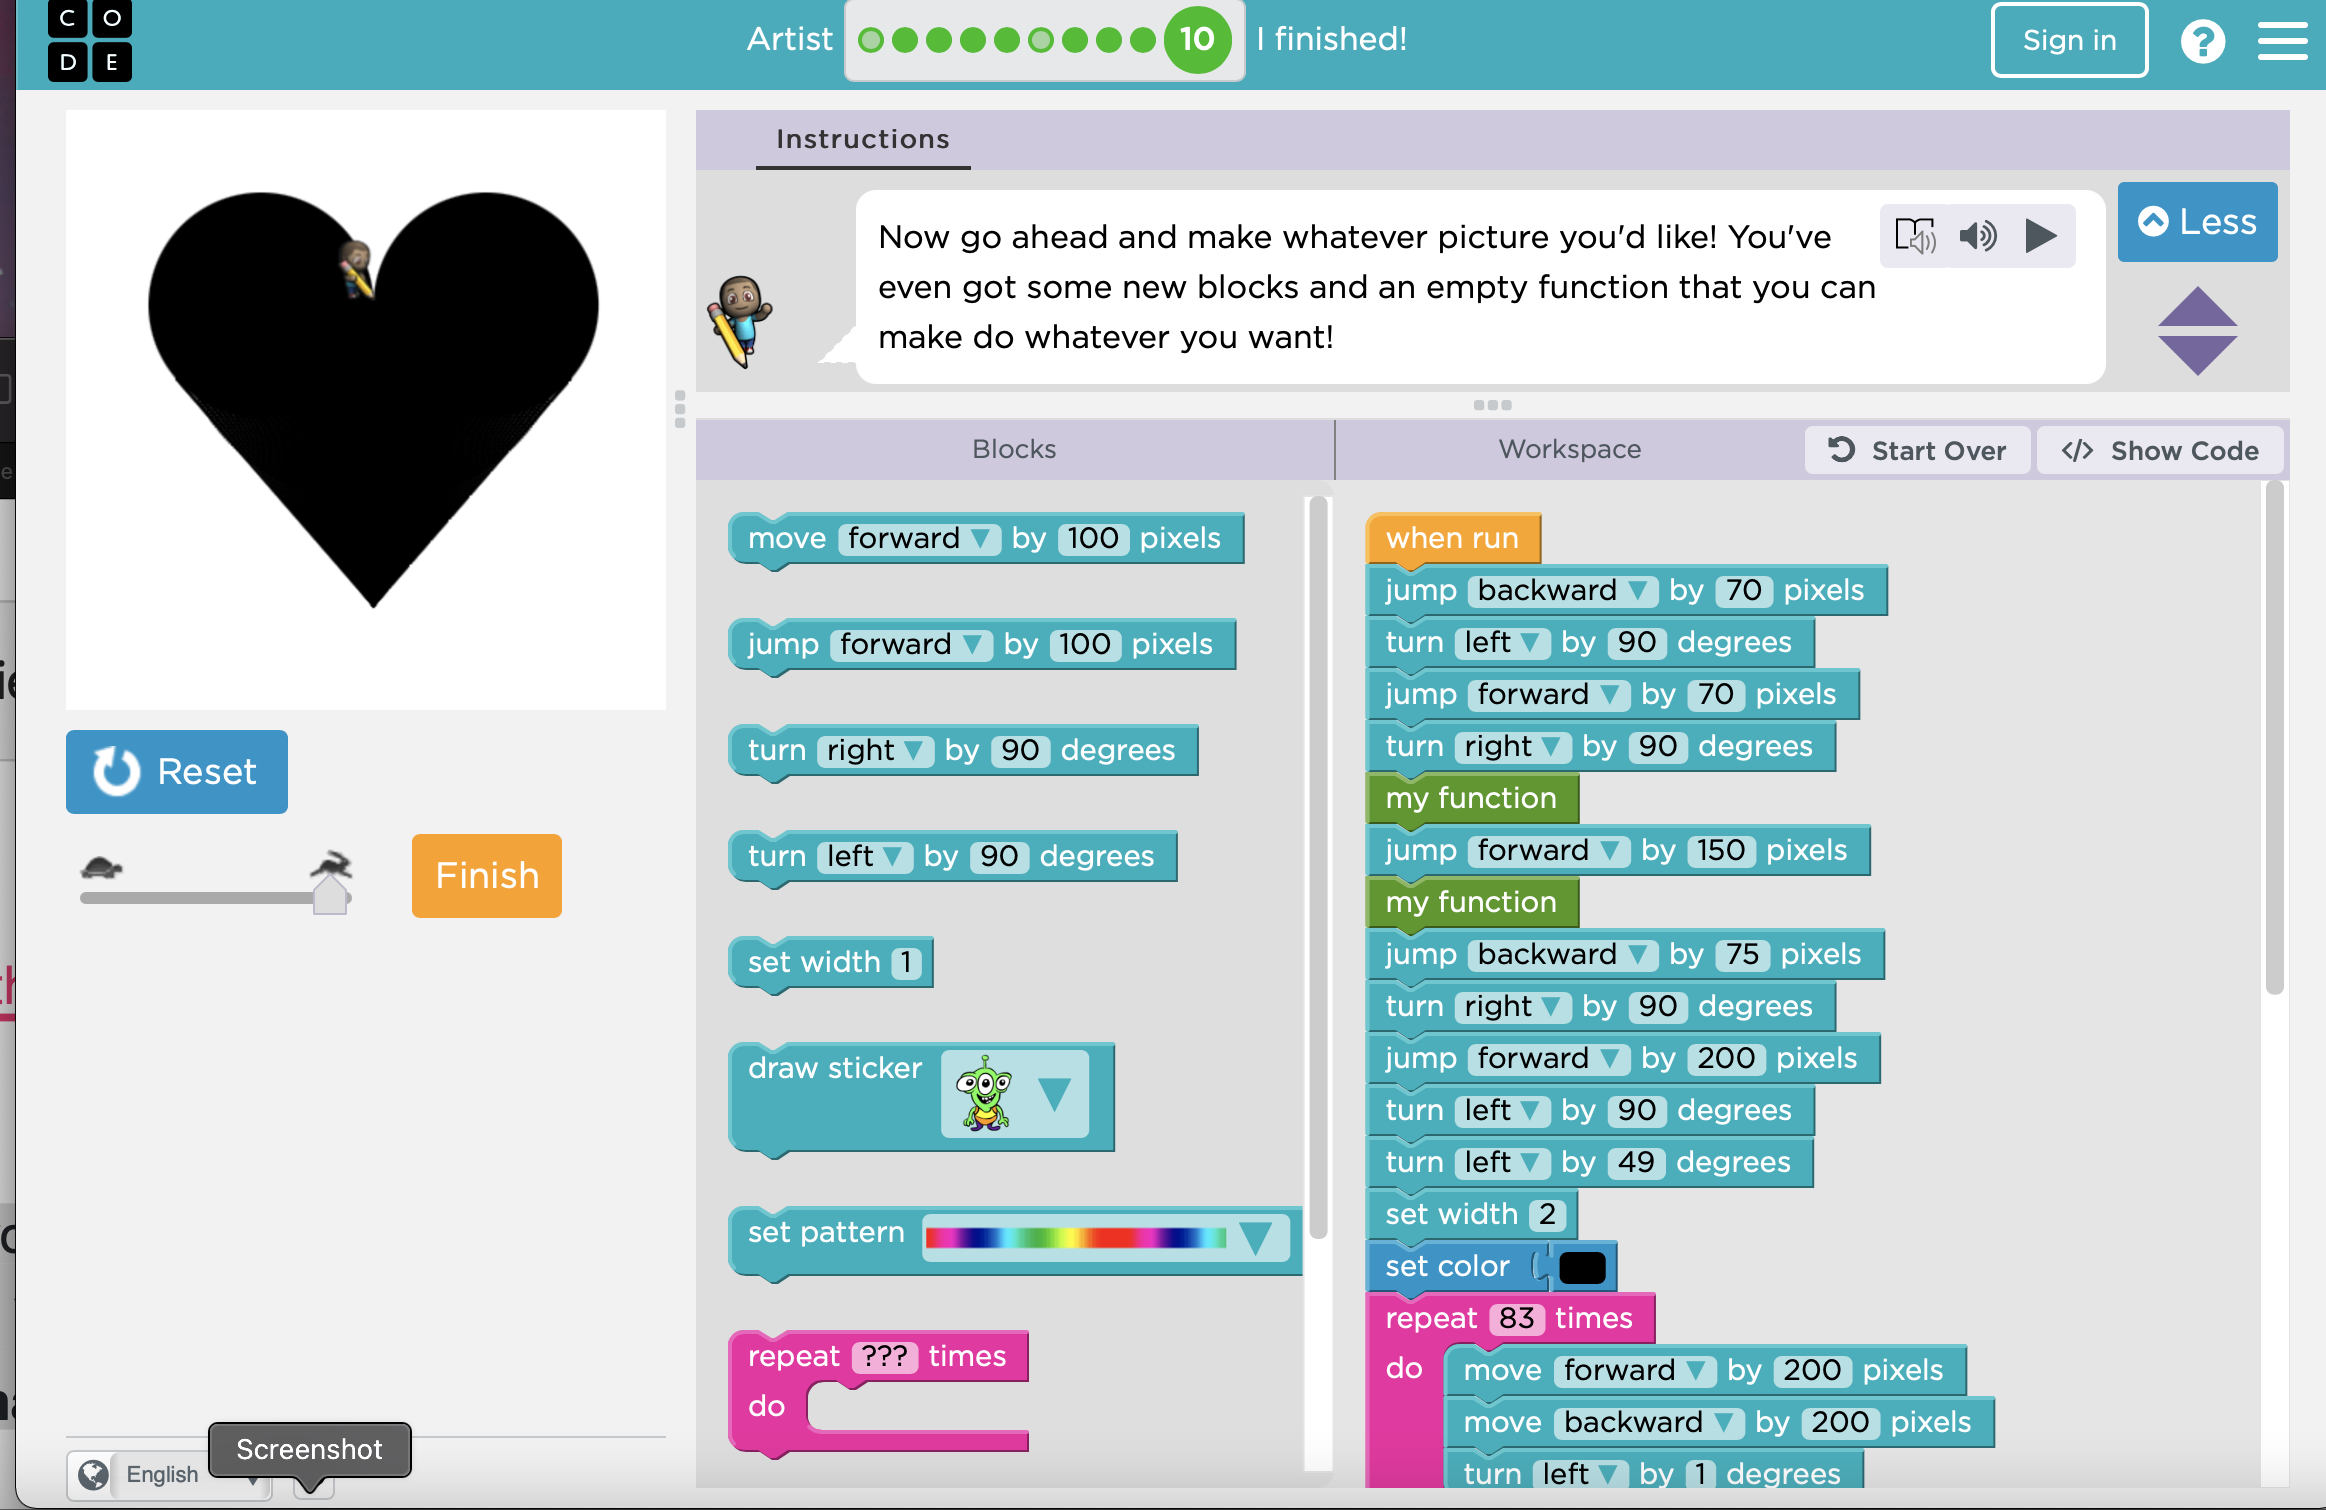 C O
D E
Artist
10
I finished!
Sign in
?
Instructions
Now go ahead and make whatever picture you'd like! You've
even got some new blocks and an empty function that you can
make do whatever you want!
Less
Blocks
Workspace
Start Over
</> Show Code
move forward by 100 pixels
jump forward by 100 pixels
turn right by 90 degrees
turn left by 90 degrees
set width 1
draw sticker
set pattern
repeat ??? times
do
when run
jump backward by 70 pixels
turn left by 90 degrees
jump forward by 70 pixels
turn right by 90 degrees
my function
jump forward by 150 pixels
my function
jump backward by 75 pixels
turn right by 90 degrees
jump forward by 200 pixels
turn left by 90 degrees
turn left by 49 degrees
set width 2
set color
repeat 83 times
do
move forward by 200 pixels
move backward by 200 pixels
turn left by 1 degrees
Reset
Finish
Screenshot
English